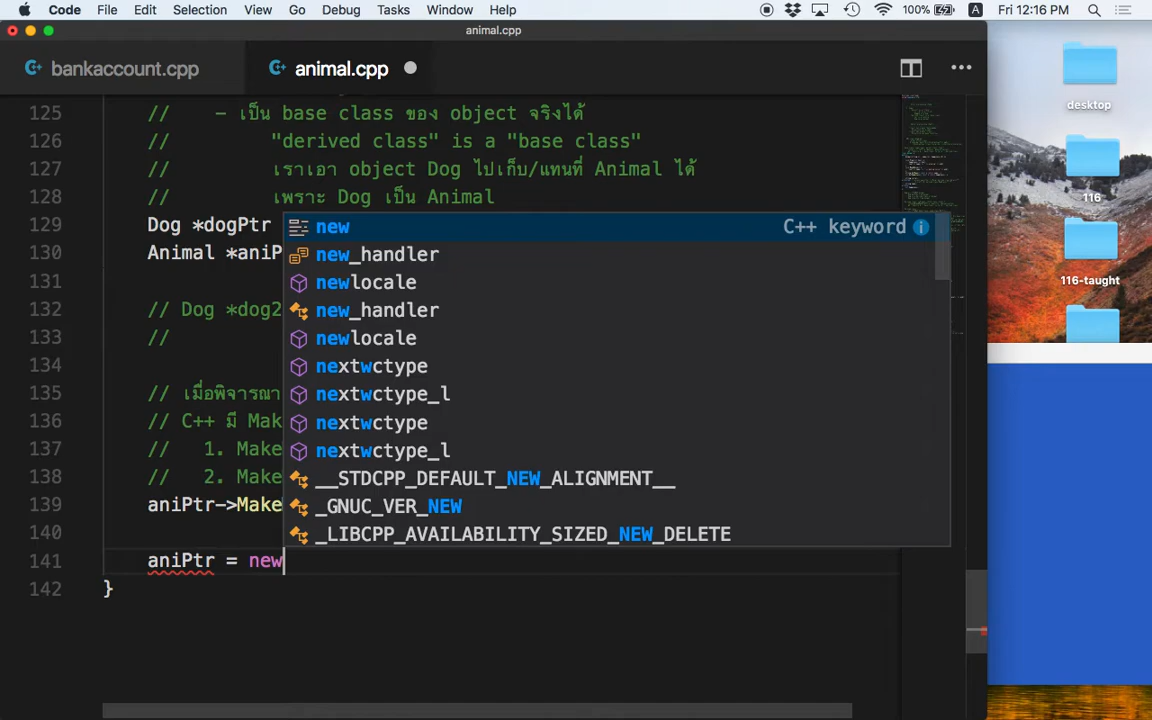 Code File Edit Selection View Go Debug Tasks Window Help 100% A Fri 12:16 PM
animal.cpp
bankaccount.cpp animal.cpp
desktop
116
116-taught
125 // - เป็น base class ของ object จริงได้
126 // "derived class" is a "base class"
127 // เราเอา object Dog ไปเก็บ/แทนที่ Animal ได้
128 // เพราะ Dog เป็น Animal
129 Dog *dogPtr
130 Animal *aniP
131
132 // Dog *dog2
133 //
134
135 // เมื่อพิจารณา
136 // C++ มี Mak
137 // 1. Make
138 // 2. Make
139 aniPtr->Make
140
141 aniPtr = new
142 }
new C++ keyword
new_handler
newlocale
new_handler
newlocale
nextwctype
nextwctype_l
nextwctype
nextwctype_l
__STDCPP_DEFAULT_NEW_ALIGNMENT__
_GNUC_VER_NEW
_LIBCPP_AVAILABILITY_SIZED_NEW_DELETE